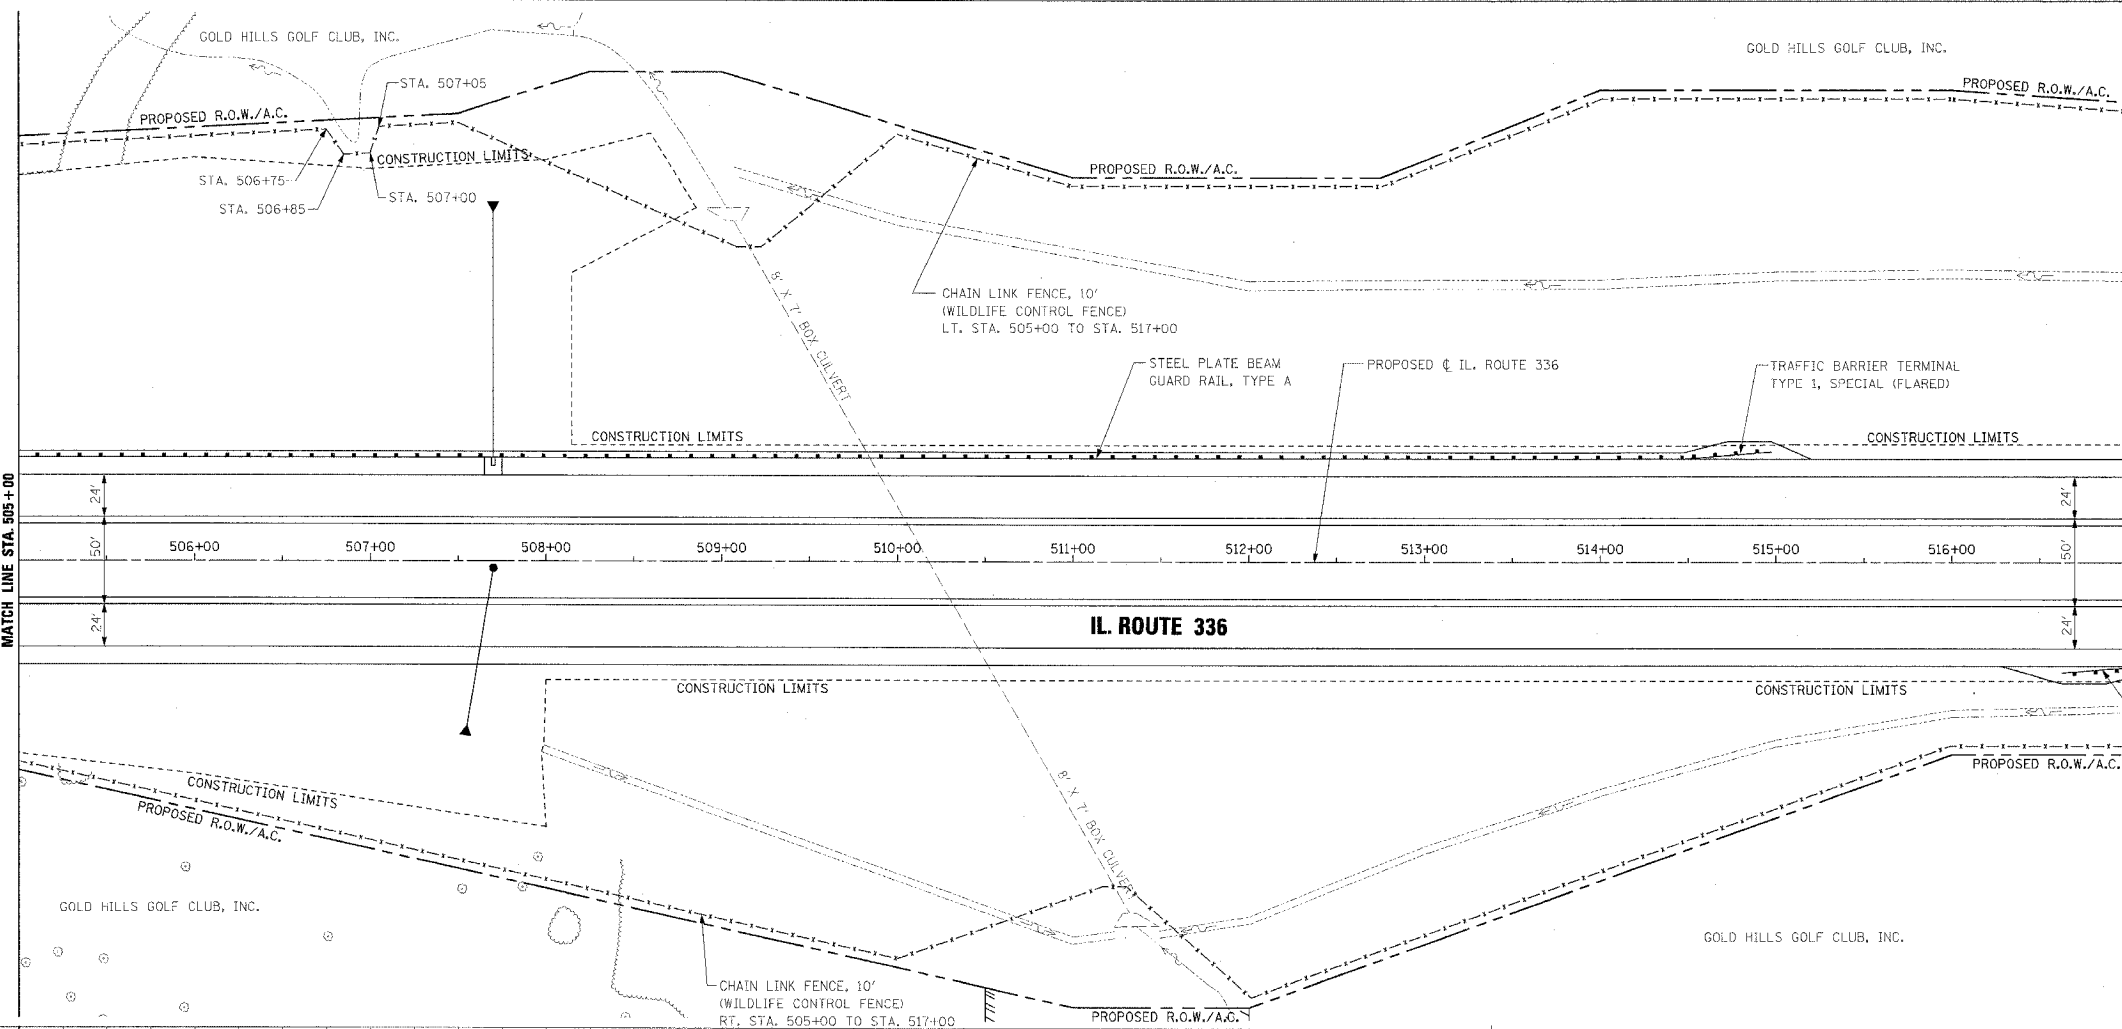 GOLD HILLS GOLF CLUB, INC.
GOLD HILLS GOLF CLUB, INC.
STA. 507+05
PROPOSED R.O.W./A.C.
PROPOSED R.O.W./A.C.
CONSTRUCTION LIMITS
PROPOSED R.O.W./A.C.
STA. 506+75
STA. 506+85
STA. 507+00
8' X 7' BOX CULVERT
CHAIN LINK FENCE, 10'
(WILDLIFE CONTROL FENCE)
LT. STA. 505+00 TO STA. 517+00
STEEL PLATE BEAM
GUARD RAIL, TYPE A
PROPOSED ℄ IL. ROUTE 336
TRAFFIC BARRIER TERMINAL
TYPE 1, SPECIAL (FLARED)
CONSTRUCTION LIMITS
CONSTRUCTION LIMITS
MATCH LINE STA. 505+00
24'
24'
50'
506+00
507+00
508+00
509+00
510+00
511+00
512+00
513+00
514+00
515+00
516+00
50'
24'
IL. ROUTE 336
24'
CONSTRUCTION LIMITS
CONSTRUCTION LIMITS
PROPOSED R.O.W./A.C.
CONSTRUCTION LIMITS
PROPOSED R.O.W./A.C.
8' X 7' BOX CULVERT
GOLD HILLS GOLF CLUB, INC.
GOLD HILLS GOLF CLUB, INC.
CHAIN LINK FENCE, 10'
(WILDLIFE CONTROL FENCE)
RT. STA. 505+00 TO STA. 517+00
PROPOSED R.O.W./A.C.